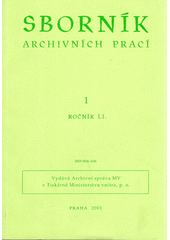 SBORNÍK
ARCHIVNÍCH PRACÍ
1
ROČNÍK LI.
Vydává Archivní správa MV
v Tiskárně Ministerstva vnitra, p. o.
PRAHA 2001